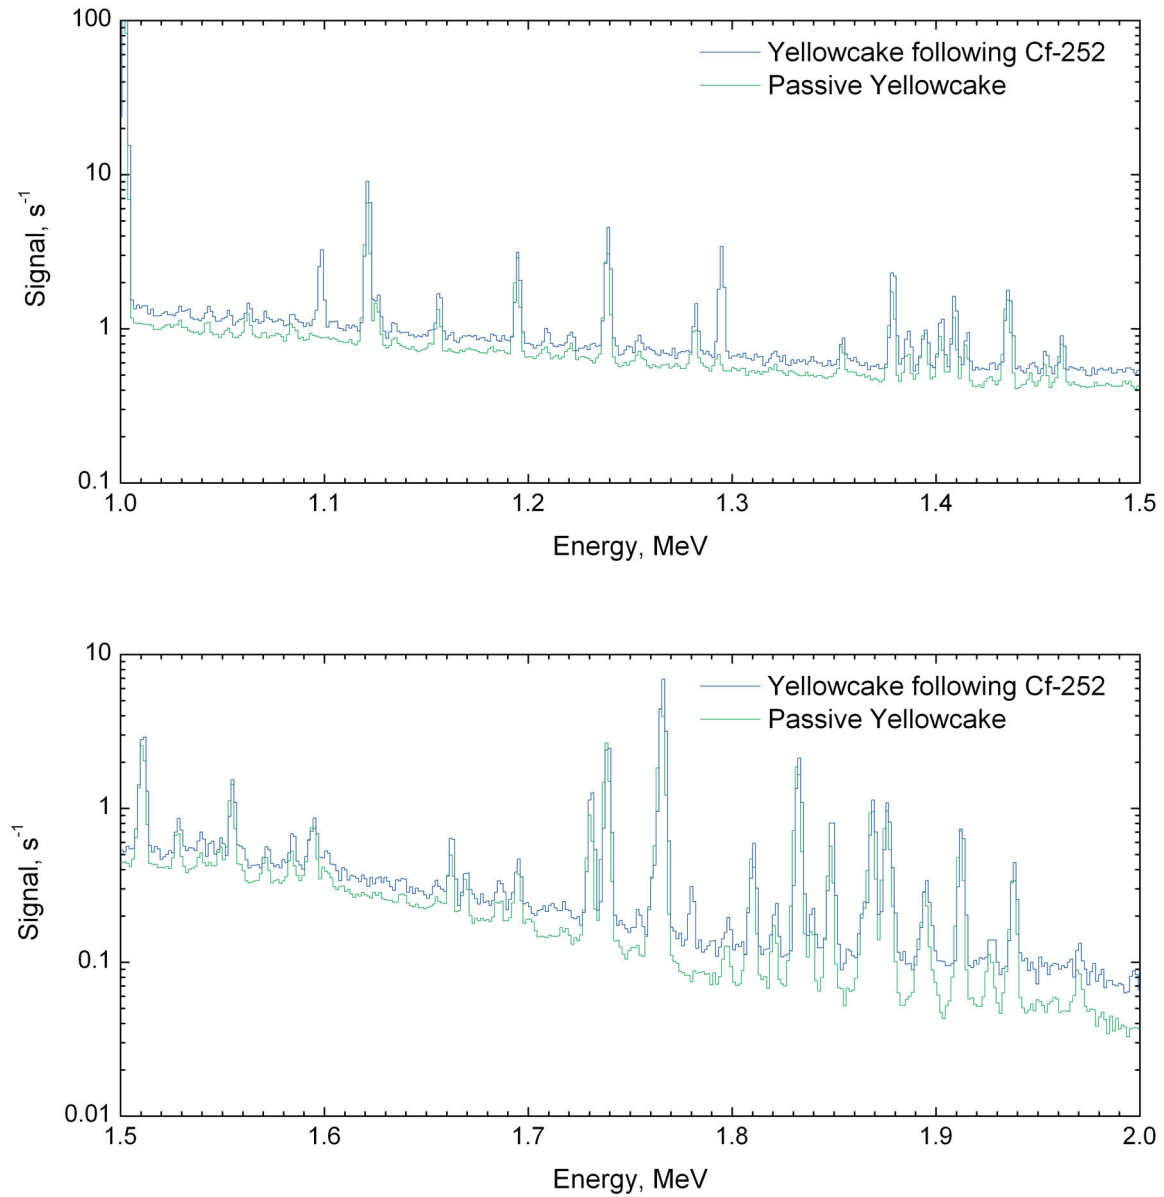 100
10
1
0.1
Signal, s⁻¹
Yellowcake following Cf-252
Passive Yellowcake
1.0 1.1 1.2 1.3 1.4 1.5
Energy, MeV
10
1
0.1
0.01
Signal, s⁻¹
Yellowcake following Cf-252
Passive Yellowcake
1.5 1.6 1.7 1.8 1.9 2.0
Energy, MeV